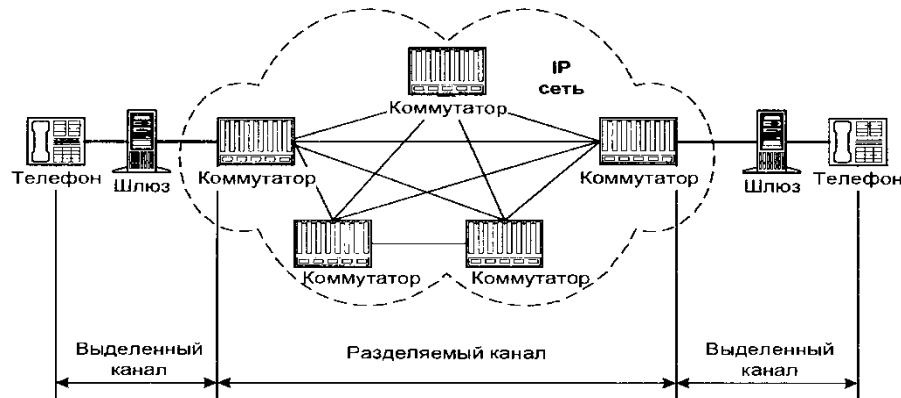 IP
сеть
Коммутатор
Телефон
Шлюз
Коммутатор
Коммутатор
Шлюз
Телефон
Коммутатор
Коммутатор
Выделенный
канал
Разделяемый канал
Выделенный
канал